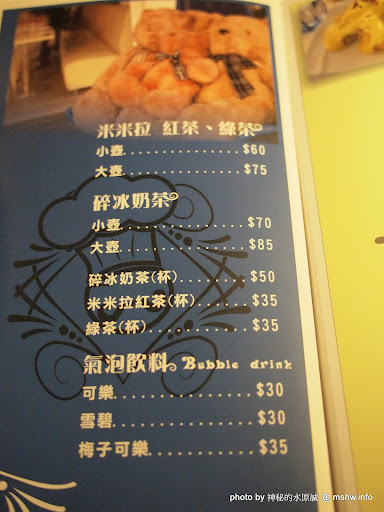 米米拉 紅茶、綠茶
小壺................$60
大壺................$75
碎冰奶茶
小壺................$70
大壺................$85
碎冰奶茶(杯)........$50
米米拉紅茶(杯).....$35
綠茶(杯)............$35
氣泡飲料。Bubble drink
可樂................$30
雪碧................$30
梅子可樂............$35
photo by 神秘的水原誠 @ mshw.info